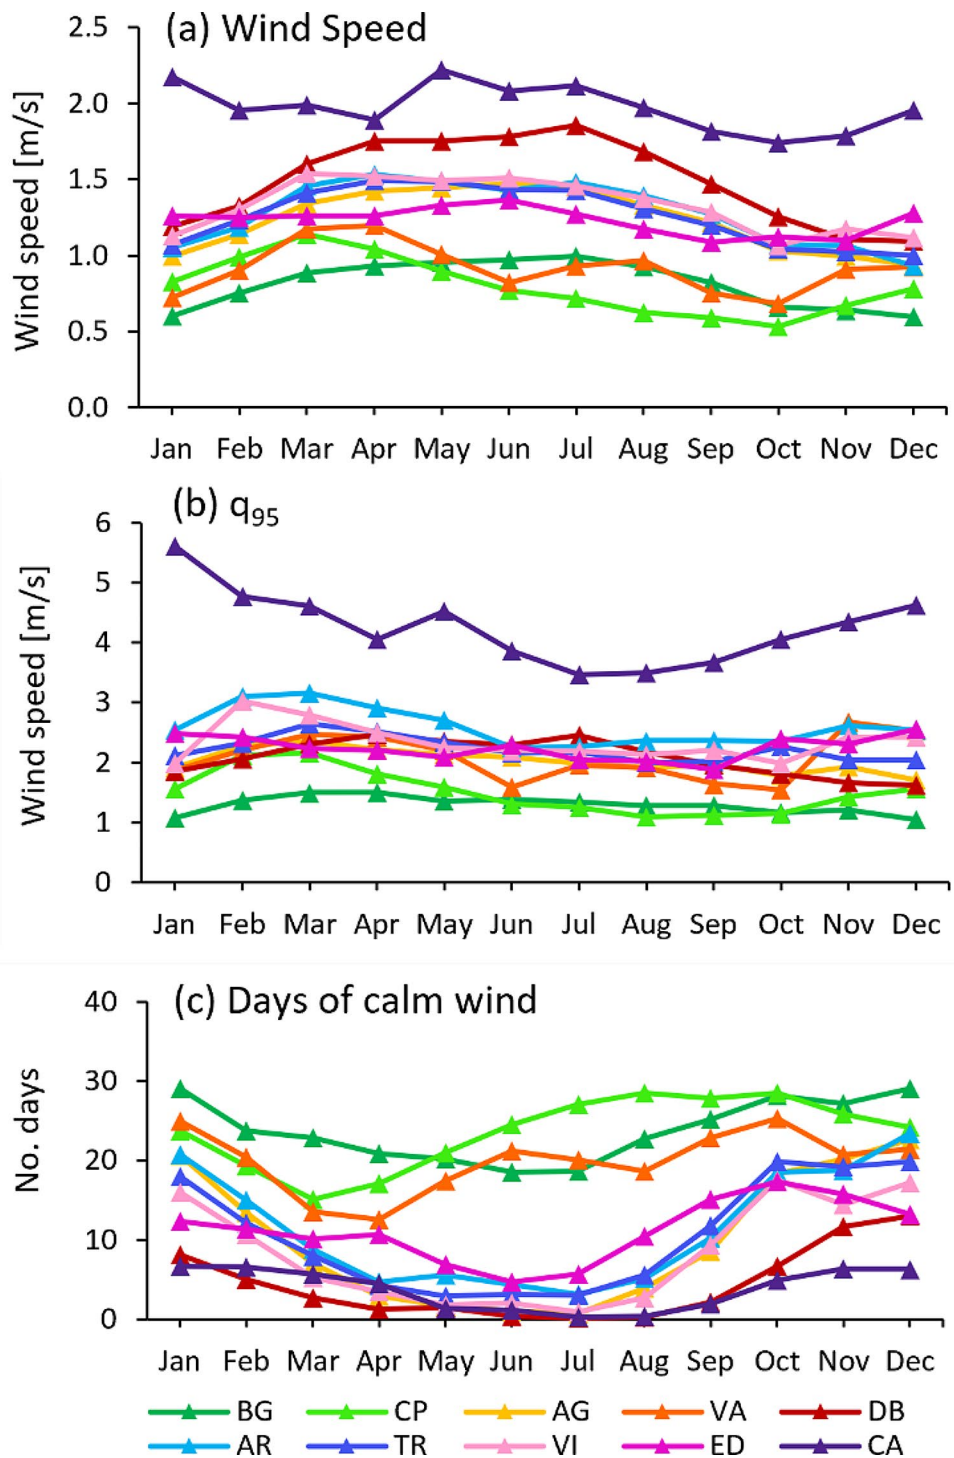 (a) Wind Speed
Wind speed [m/s]
2.5
2.0
1.5
1.0
0.5
0.0
Jan Feb Mar Apr May Jun Jul Aug Sep Oct Nov Dec
(b) q95
Wind speed [m/s]
6
5
4
3
2
1
0
Jan Feb Mar Apr May Jun Jul Aug Sep Oct Nov Dec
(c) Days of calm wind
No. days
40
30
20
10
0
Jan Feb Mar Apr May Jun Jul Aug Sep Oct Nov Dec
BG CP AG VA DB
AR TR VI ED CA